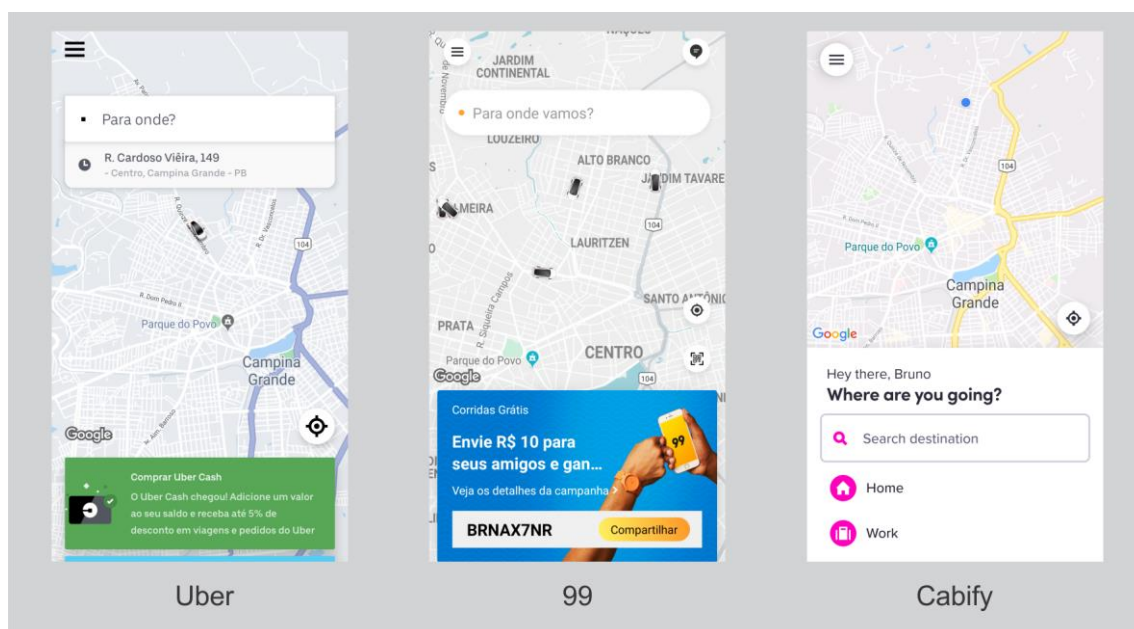 Para onde?
R. Cardoso Vièira, 149
- Centro, Campina Grande - PB
104
R. Dom Pedro II
Parque do Povo
Campina
Grande
Google
Comprar Uber Cash
O Uber Cash chegou! Adicione um valor
ao seu saldo e receba até 5% de
desconto em viagens e pedidos do Uber
Uber
JARDIM
CONTINENTAL
Para onde vamos?
LOUZEIRO
ALTO BRANCO
JARDIM TAVARE
MEIRA
104
LAURITZEN
R. Siqueira Campos
SANTO ANTÔNIO
PRATA
CENTRO
Parque do Povo
Google
104
Corridas Grátis
Envie R$ 10 para
seus amigos e gan...
99
Veja os detalhes da campanha
BRNAX7NR
Compartilhar
99
104
Parque do Povo
Campina
Grande
Google
Hey there, Bruno
Where are you going?
Search destination
Home
Work
Cabify